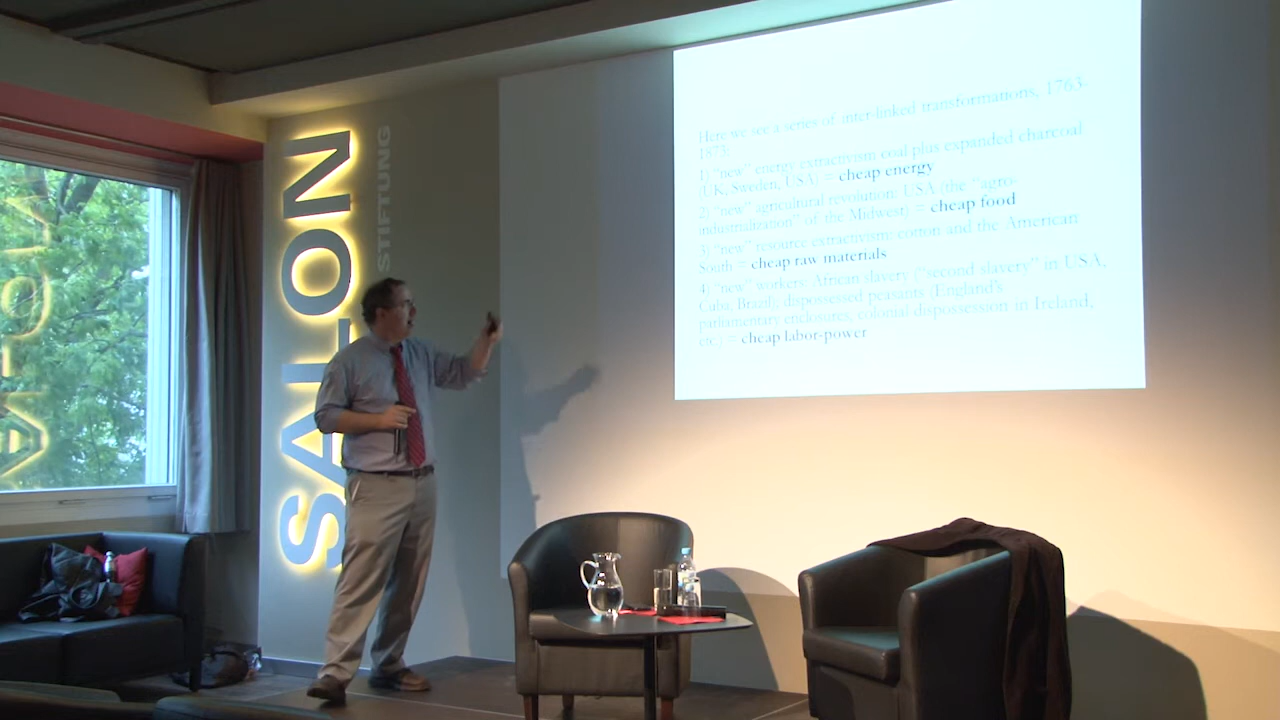 SALON
STIFTUNG
Here we see a series of inter-linked transformations, 1763-
1873:
1) "new" energy extractivism coal plus expanded charcoal
(UK, Sweden, USA) = cheap energy
2) "new" agricultural revolution: USA (the "agro-
industrialization" of the Midwest) = cheap food
3) "new" resource extractivism: cotton and the American
South = cheap raw materials
4) "new" workers: African slavery ("second slavery" in USA,
Cuba, Brazil); dispossessed peasants (England's
parliamentary enclosures; colonial dispossession in Ireland,
etc.) = cheap labor-power